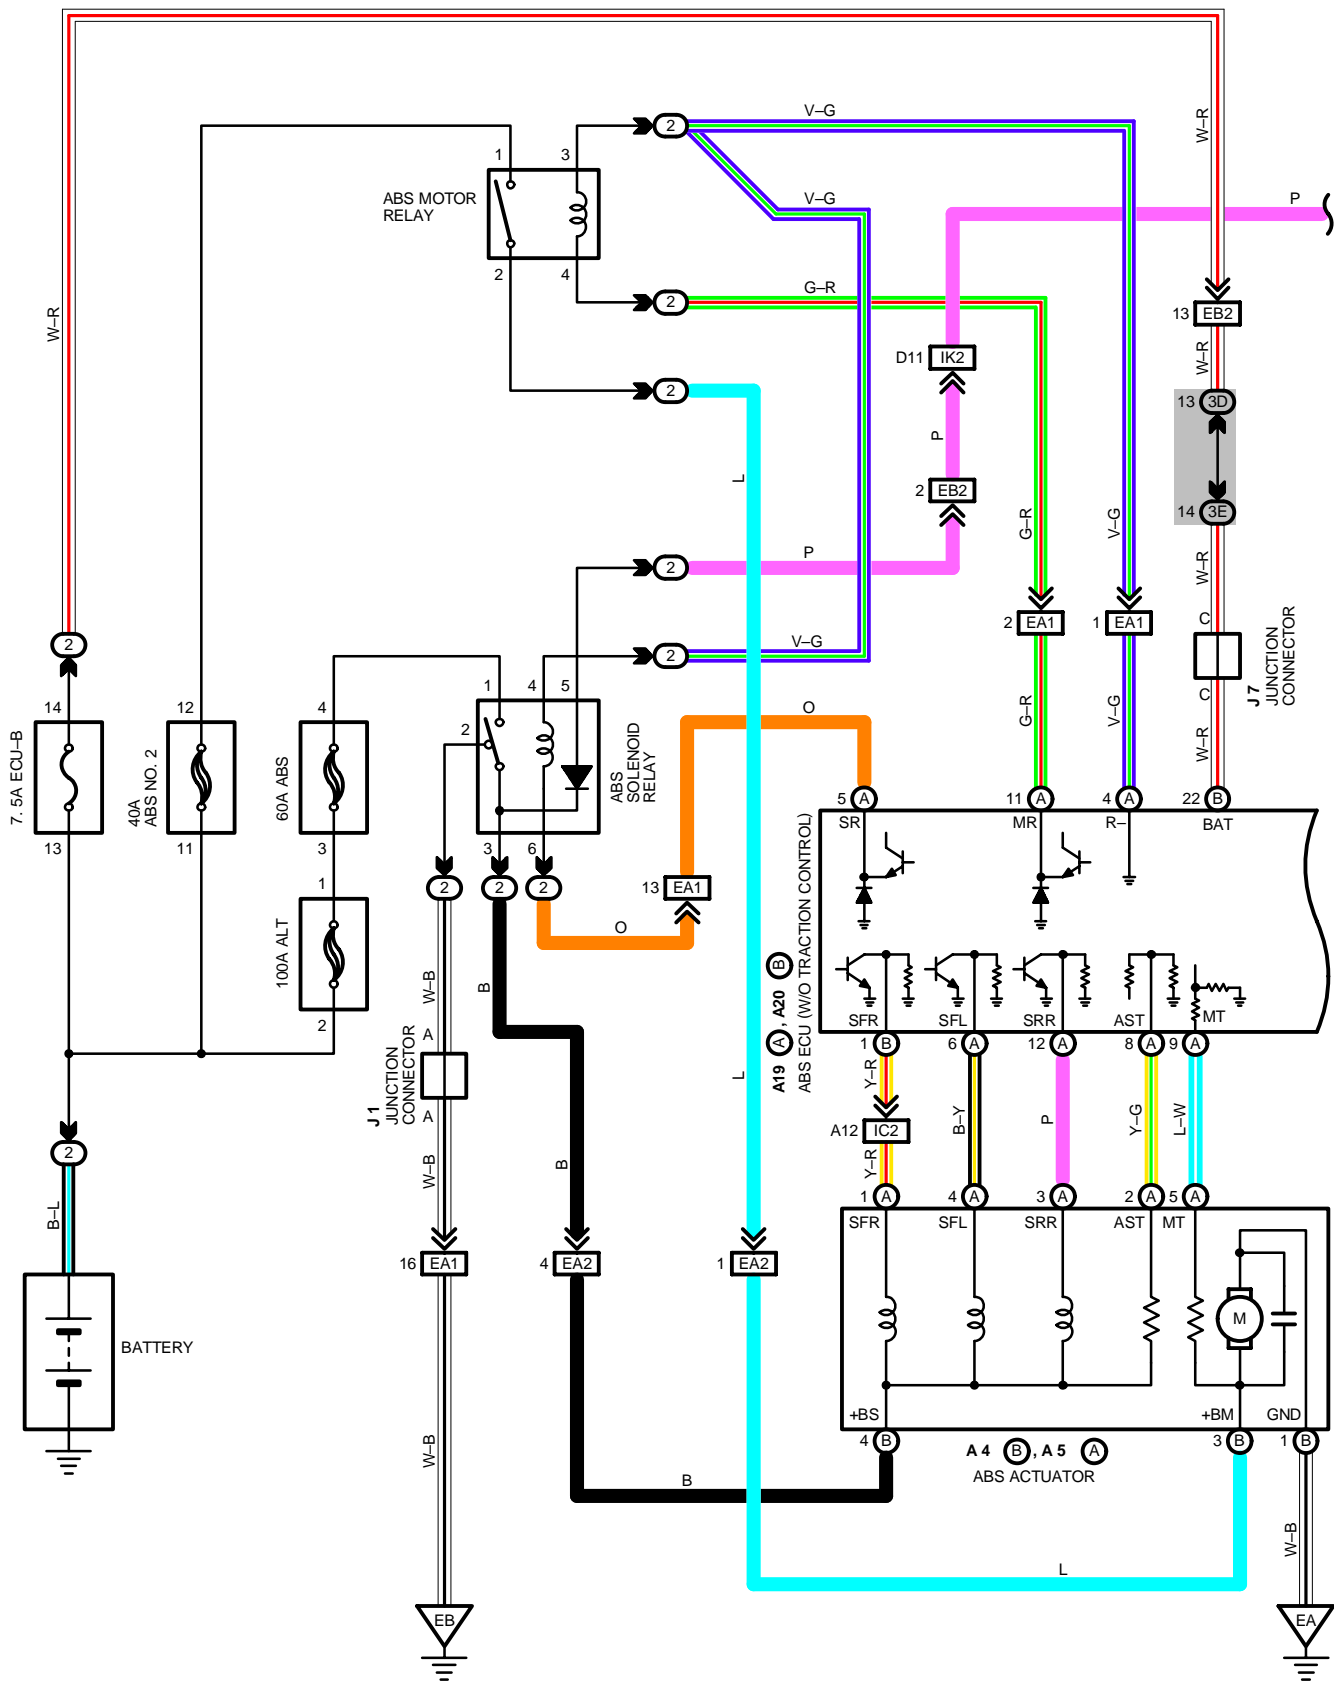 V–G
W–R
2
1
3
P
ABS MOTOR
RELAY
V–G
2
4
G–R
2
13
EB2
W–R
W–R
D11
IK2
2
13
3D
P
L
2
EB2
14
3E
G–R
V–G
P
2
W–R
2
EA1
1
EA1
C
V–G
2
2
1
4
5
2
C
J 7
JUNCTION
CONNECTOR
14
12
4
O
G–R
V–G
W–R
7. 5A ECU–B
40A
ABS NO. 2
60A ABS
ABS
SOLENOID
RELAY
5
A
11
A
4
A
22
B
SR
MR
R–
BAT
13
11
3
3
6
1
2
2
2
13
EA1
100A ALT
O
W–B
B
A19 A , A20 B
ABS ECU (W/O TRACTION CONTROL)
2
SFR
SFL
SRR
AST
MT
A
1
B
6
A
12
A
8
A
9
A
J 1
JUNCTION
CONNECTOR
L
Y–R
B–Y
P
Y–G
L–W
A
A12
IC2
2
W–B
B
Y–R
1
A
4
A
3
A
2
A
5
A
B–L
SFR
SFL
SRR
AST
MT
16
EA1
4
EA2
1
EA2
M
BATTERY
+BS
+BM
GND
W–B
4
B
A 4 B , A 5 A
3
B
1
B
ABS ACTUATOR
B
W–B
L
EB
EA